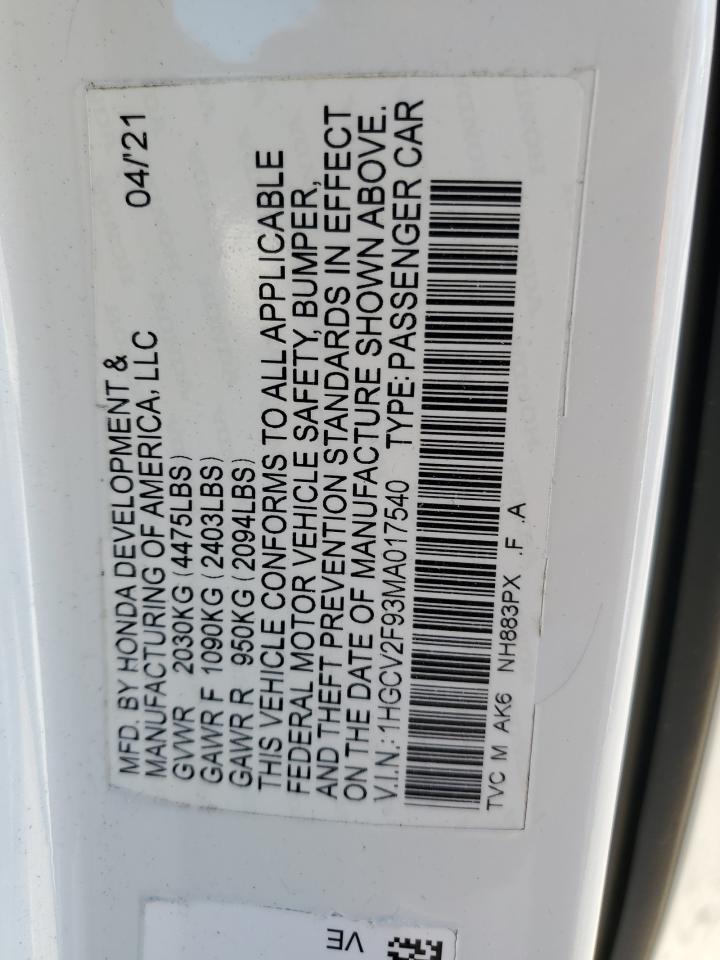 MFD. BY HONDA DEVELOPMENT & 04/'21
MANUFACTURING OF AMERICA, LLC
GVWR 2030KG (4475LBS)
GAWR F 1090KG (2403LBS)
GAWR R 950KG (2094LBS)
THIS VEHICLE CONFORMS TO ALL APPLICABLE
FEDERAL MOTOR VEHICLE SAFETY, BUMPER,
AND THEFT PREVENTION STANDARDS IN EFFECT
ON THE DATE OF MANUFACTURE SHOWN ABOVE.
V.I.N.: 1HGCV2F93MA017540 TYPE: PASSENGER CAR
TVC M AK6 NH883PX .F .A
VE